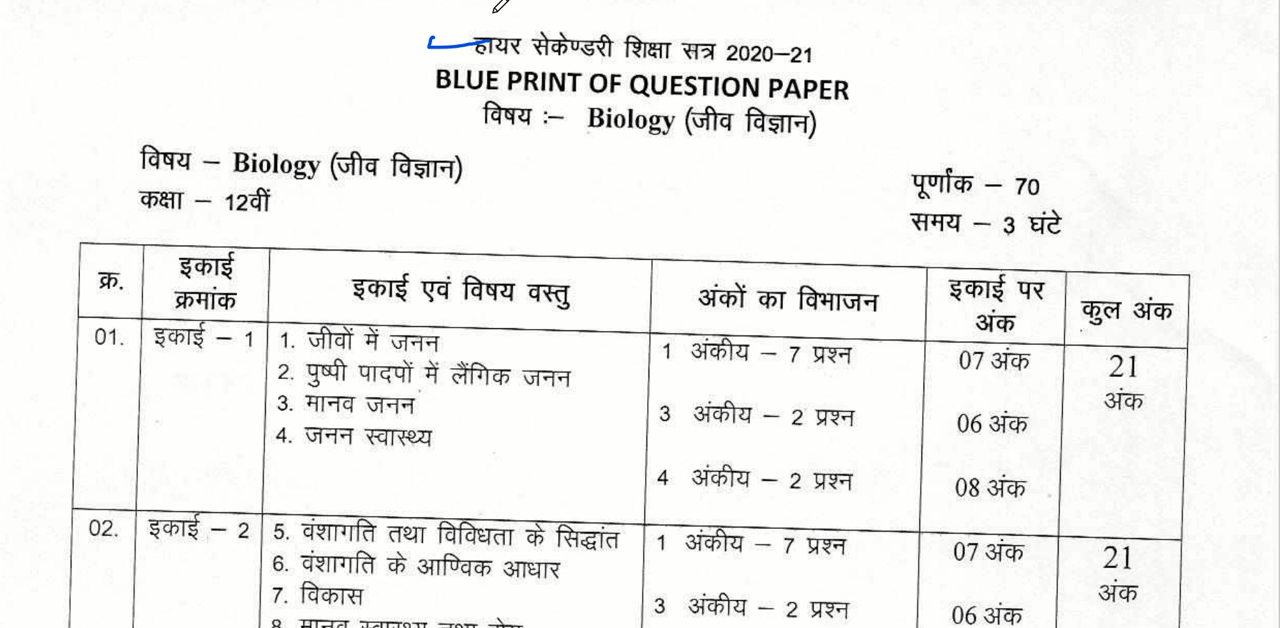 हायर सेकेण्डरी शिक्षा सत्र 2020–21
BLUE PRINT OF QUESTION PAPER
विषय :– Biology (जीव विज्ञान)
विषय – Biology (जीव विज्ञान)
पूर्णांक – 70
कक्षा – 12वीं
समय – 3 घंटे
क्र. इकाई क्रमांक इकाई एवं विषय वस्तु अंकों का विभाजन इकाई पर अंक कुल अंक
01. इकाई – 1 1. जीवों में जनन 1 अंकीय – 7 प्रश्न 07 अंक 21 अंक
2. पुष्पी पादपों में लैंगिक जनन
3. मानव जनन 3 अंकीय – 2 प्रश्न 06 अंक
4. जनन स्वास्थ्य
4 अंकीय – 2 प्रश्न 08 अंक
02. इकाई – 2 5. वंशागति तथा विविधता के सिद्धांत 1 अंकीय – 7 प्रश्न 07 अंक 21 अंक
6. वंशागति के आण्विक आधार
7. विकास 3 अंकीय – 2 प्रश्न 06 अंक